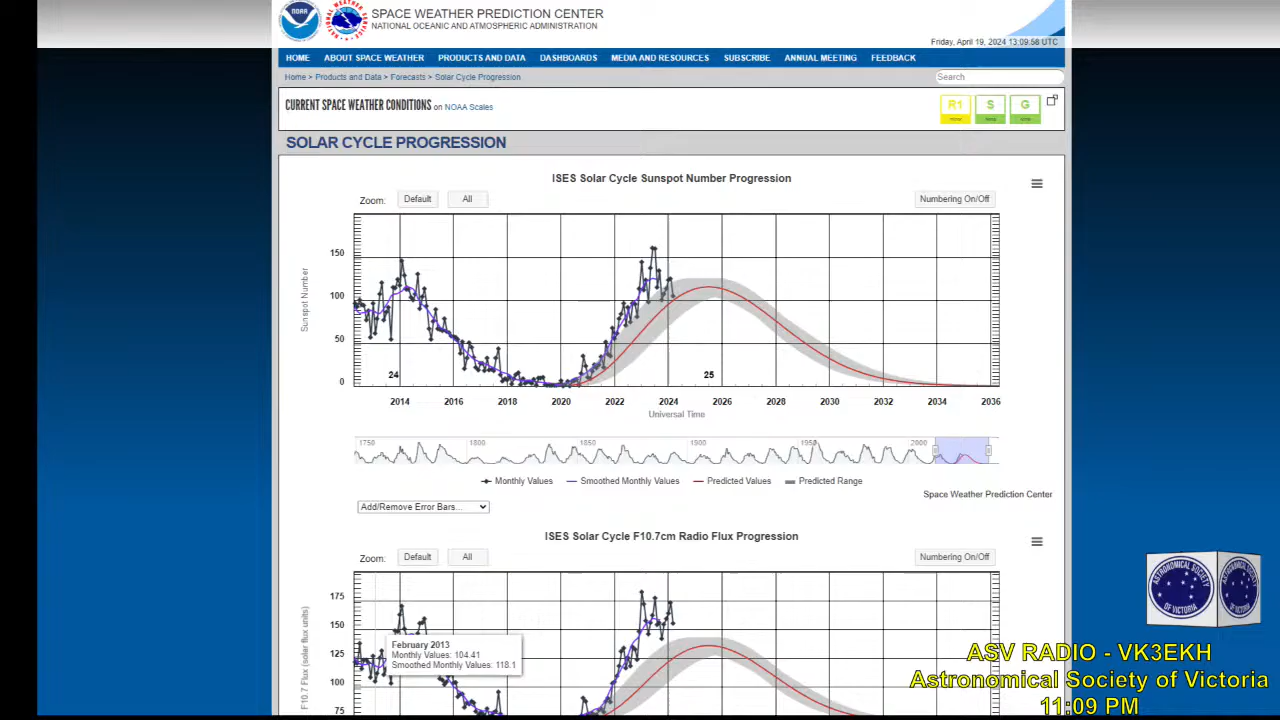 NOAA
SPACE WEATHER PREDICTION CENTER
NATIONAL OCEANIC AND ATMOSPHERIC ADMINISTRATION
Friday, April 19, 2024 13:09:58 UTC
HOME ABOUT SPACE WEATHER PRODUCTS AND DATA DASHBOARDS MEDIA AND RESOURCES SUBSCRIBE ANNUAL MEETING FEEDBACK
Home > Products and Data > Forecasts > Solar Cycle Progression
Search
CURRENT SPACE WEATHER CONDITIONS on NOAA Scales
R1 S G
SOLAR CYCLE PROGRESSION
ISES Solar Cycle Sunspot Number Progression
Zoom: Default All Numbering On/Off
Sunspot Number
150
100
50
0
24 25
2014 2016 2018 2020 2022 2024 2026 2028 2030 2032 2034 2036
Universal Time
1750 1800 1850 1900 1950 2000
Monthly Values Smoothed Monthly Values Predicted Values Predicted Range
Space Weather Prediction Center
Add/Remove Error Bars...
ISES Solar Cycle F10.7cm Radio Flux Progression
Zoom: Default All Numbering On/Off
F10.7 Flux (solar flux units)
175
150
125
100
75
February 2013
Monthly Values: 104.41
Smoothed Monthly Values: 118.1
ASTRONOMICAL SOCIETY
OF VICTORIA
ASV RADIO - VK3EKH
Astronomical Society of Victoria
11:09 PM